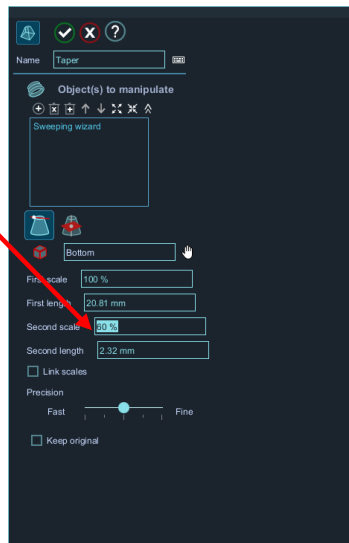 ?
Name Taper
Object(s) to manipulate
Sweeping wizard
Bottom
First scale 100 %
First length 20.81 mm
Second scale 60 %
Second length 2.32 mm
Link scales
Precision
Fast Fine
Keep original